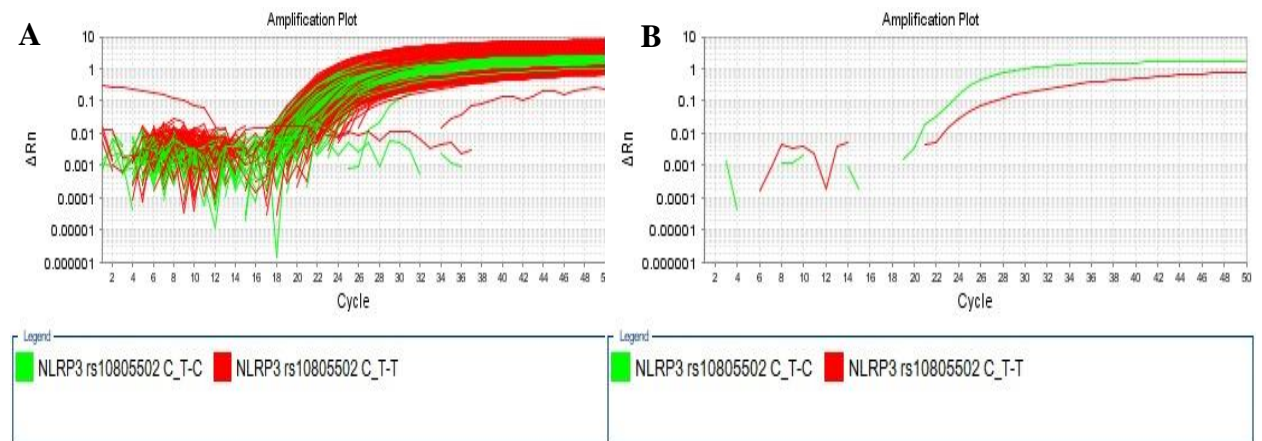 A
Amplification Plot
10
1
0.1
0.01
0.001
0.0001
0.00001
0.000001
Δ Rn
2 4 6 8 10 12 14 16 18 20 22 24 26 28 30 32 34 36 38 40 42 44 46 48 5
Cycle
Legend
NLRP3 rs10805502 C_T-C NLRP3 rs10805502 C_T-T
B
Amplification Plot
10
1
0.1
0.01
0.001
0.0001
0.00001
0.000001
Δ Rn
2 4 6 8 10 12 14 16 18 20 22 24 26 28 30 32 34 36 38 40 42 44 46 48 50
Cycle
Legend
NLRP3 rs10805502 C_T-C NLRP3 rs10805502 C_T-T